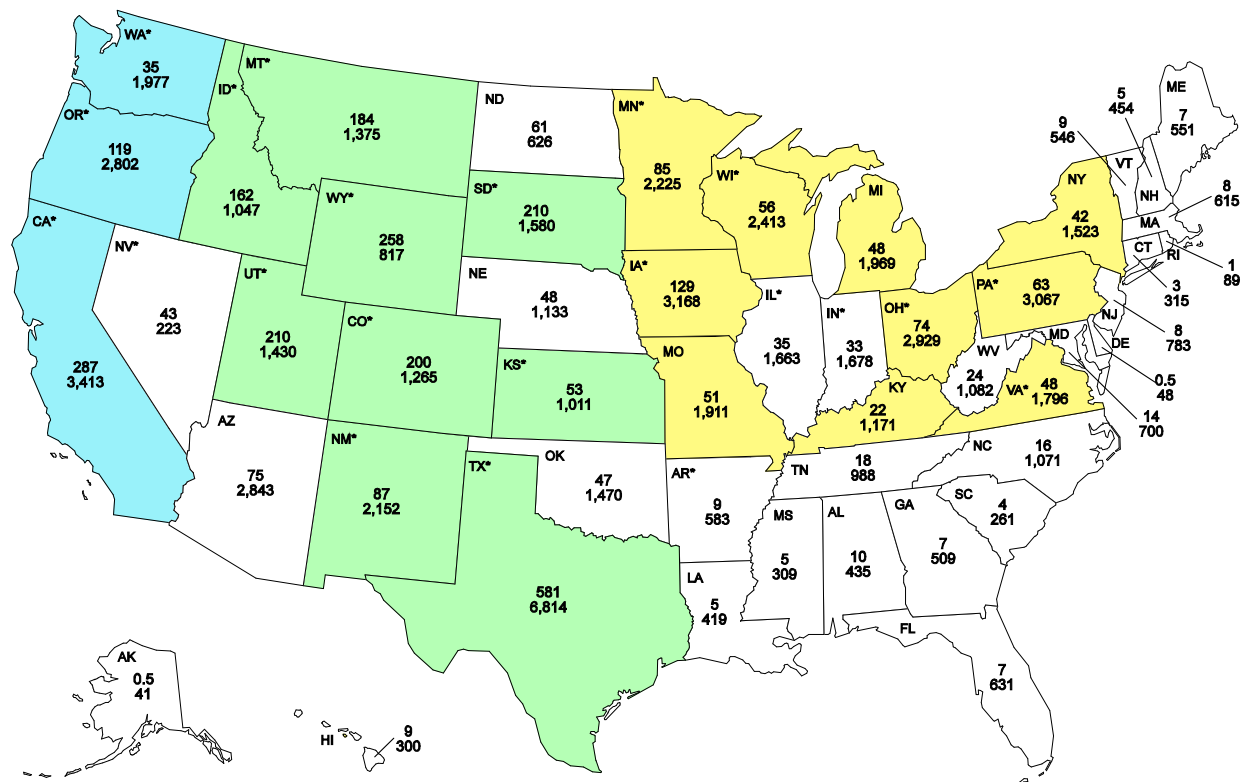 WA*
35
1,977
OR*
119
2,802
CA*
287
3,413
ID*
162
1,047
MT*
184
1,375
NV*
43
223
WY*
258
817
UT*
210
1,430
CO*
200
1,265
AZ
75
2,843
NM*
87
2,152
ND
61
626
SD*
210
1,580
NE
48
1,133
KS*
53
1,011
OK
47
1,470
TX*
581
6,814
MN*
85
2,225
IA*
129
3,168
MO
51
1,911
AR*
9
583
LA
5
419
WI*
56
2,413
IL*
35
1,663
MI
48
1,969
IN*
33
1,678
OH*
74
2,929
KY
22
1,171
TN
18
988
MS
5
309
AL
10
435
GA
7
509
FL
7
631
SC
4
261
NC
16
1,071
VA*
48
1,796
WV
24
1,082
PA*
63
3,067
NY
42
1,523
VT
9
546
NH
5
454
ME
7
551
MA
8
615
RI
1
89
CT
3
315
NJ
8
783
DE
0.5
48
MD
14
700
AK
0.5
41
HI
9
300